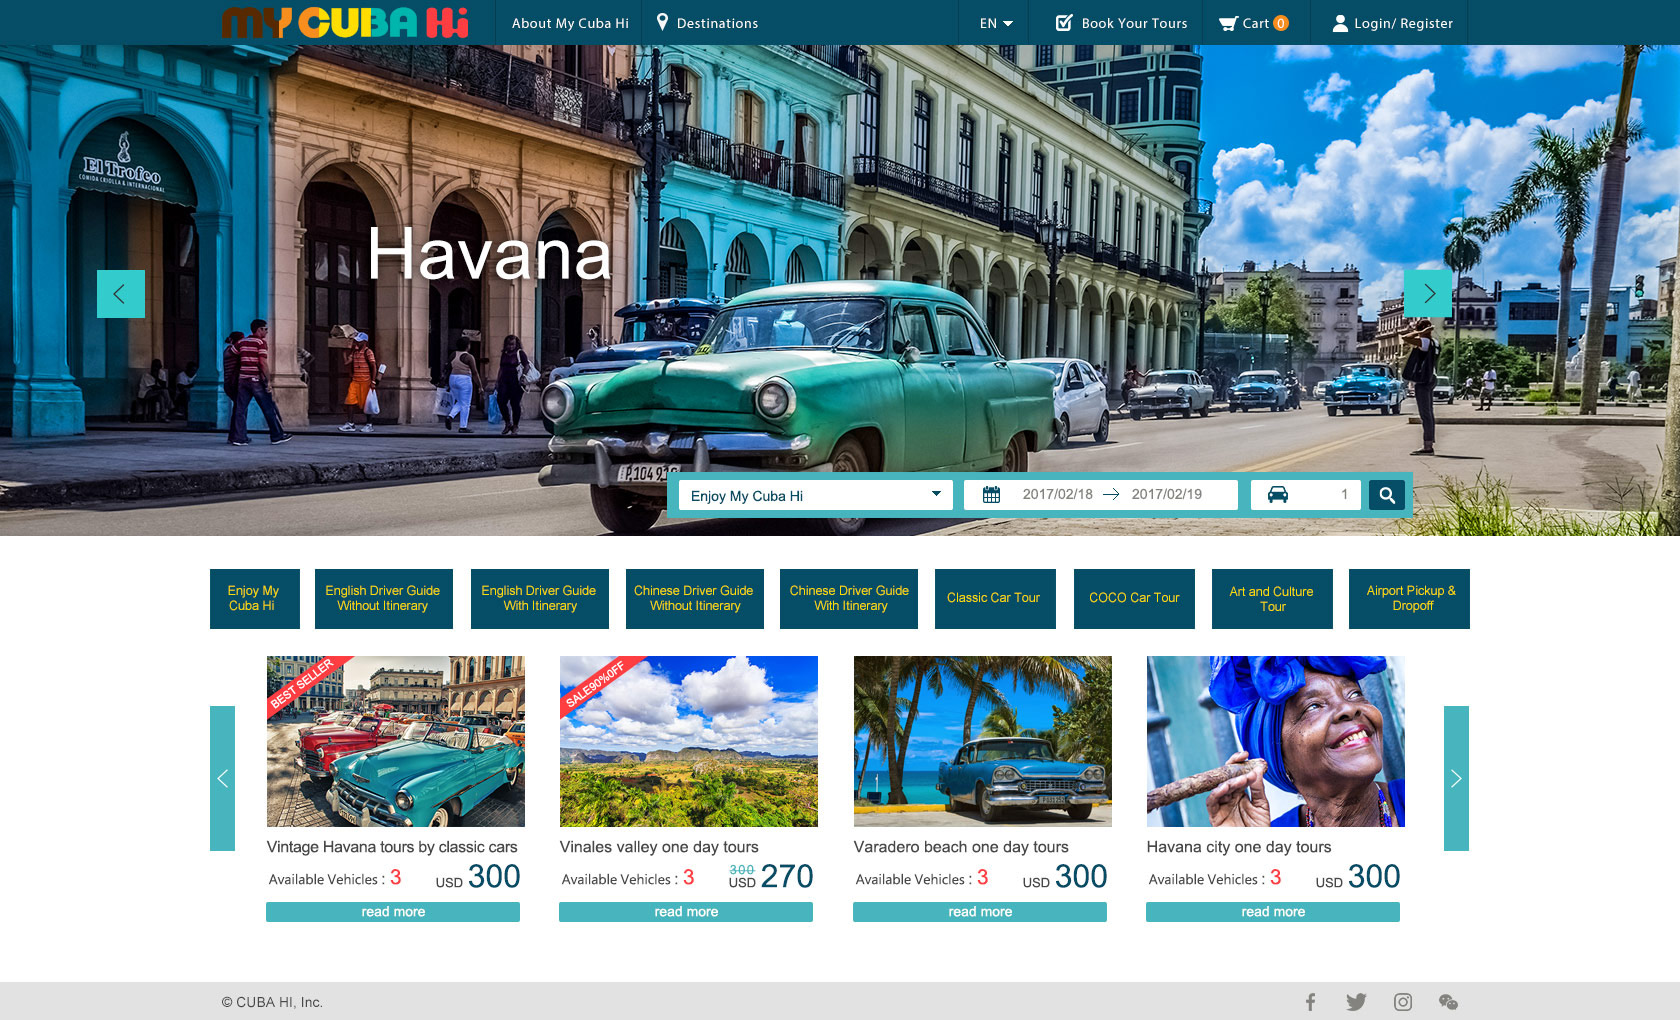 MY CUBA Hi
About My Cuba Hi
Destinations
EN
Book Your Tours
Cart 0
Login/ Register
El Trofeo
COMIDA CRIOLLA & INTERNACIONAL
Havana
Enjoy My Cuba Hi
2017/02/18
2017/02/19
1
Enjoy My
Cuba Hi
English Driver Guide
Without Itinerary
English Driver Guide
With Itinerary
Chinese Driver Guide
Without Itinerary
Chinese Driver Guide
With Itinerary
Classic Car Tour
COCO Car Tour
Art and Culture
Tour
Airport Pickup &
Dropoff
BEST SELLER
SALE90%OFF
Vintage Havana tours by classic cars
Available Vehicles : 3
USD 300
read more
Vinales valley one day tours
Available Vehicles : 3
300
USD 270
read more
Varadero beach one day tours
Available Vehicles : 3
USD 300
read more
Havana city one day tours
Available Vehicles : 3
USD 300
read more
© CUBA HI, Inc.